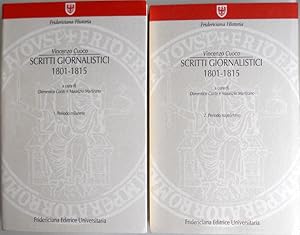 Fridericiana Historia
Vincenzo Cuoco
SCRITTI GIORNALISTICI
1801-1815
a cura di
Domenico Conte e Maurizio Martirano
1. Periodo milanese
Fridericiana Editrice Universitaria
Fridericiana Historia
Vincenzo Cuoco
SCRITTI GIORNALISTICI
1801-1815
a cura di
Domenico Conte e Maurizio Martirano
2. Periodo napoletano
Fridericiana Editrice Universitaria